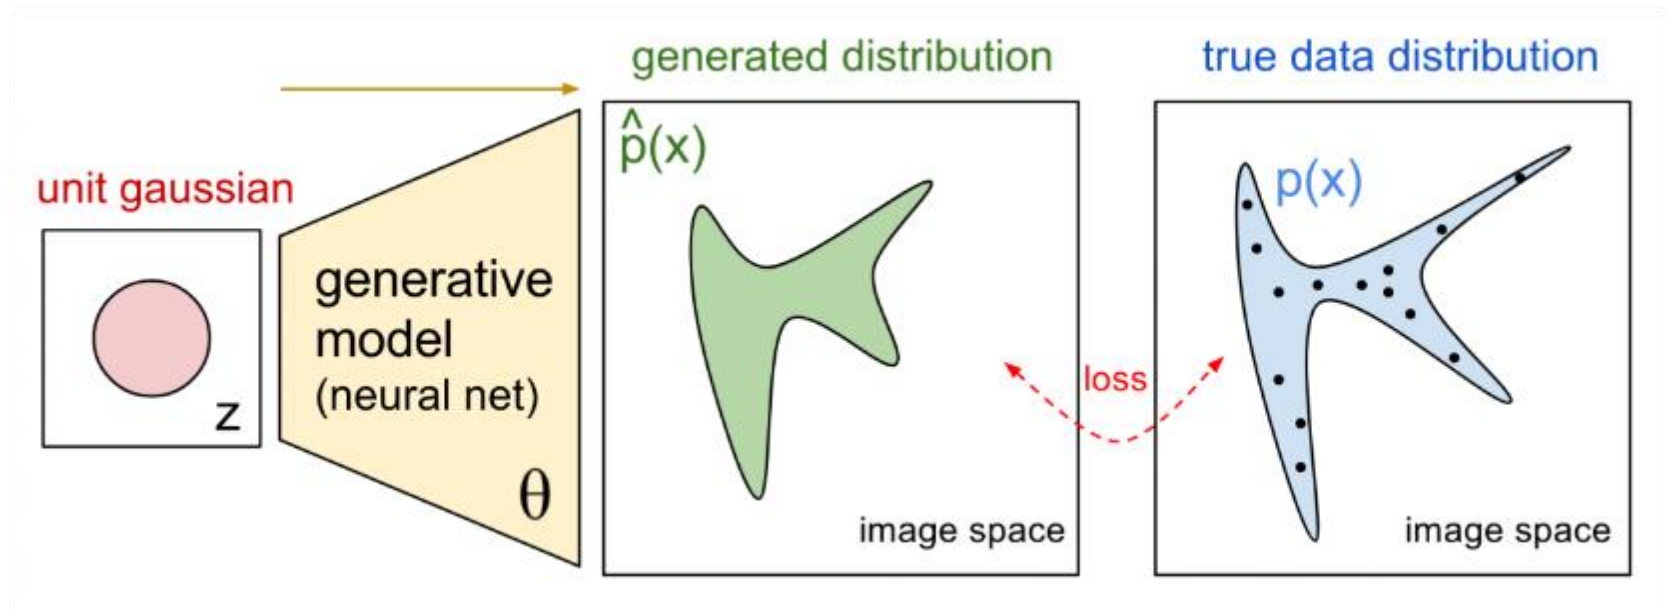 unit gaussian
z
generative
model
(neural net)
θ
generated distribution
p̂(x)
image space
loss
true data distribution
p(x)
image space